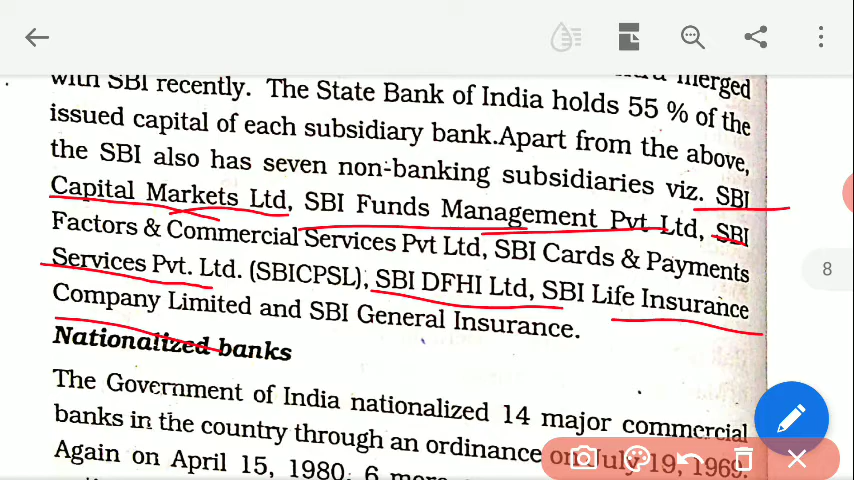 merged
with SBI recently. The State Bank of India holds 55 % of the
issued capital of each subsidiary bank.Apart from the above,
the SBI also has seven non-banking subsidiaries viz. SBI
Capital Markets Ltd, SBI Funds Management Pvt Ltd, SBI
Factors & Commercial Services Pvt Ltd, SBI Cards & Payments
Services Pvt. Ltd. (SBICPSL), SBI DFHI Ltd, SBI Life Insurance
Company Limited and SBI General Insurance.
8
Nationalized banks
The Government of India nationalized 14 major commercial
banks in the country through an ordinance on July 19, 1969.
Again on April 15, 1980, 6 more